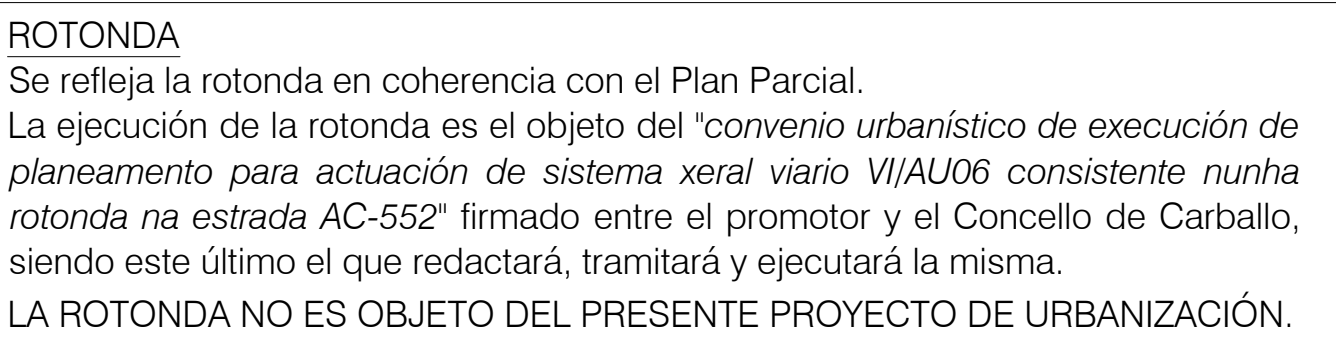 ROTONDA
Se refleja la rotonda en coherencia con el Plan Parcial.
La ejecución de la rotonda es el objeto del "convenio urbanístico de execución de
planeamento para actuación de sistema xeral viario VI/AU06 consistente nunha
rotonda na estrada AC-552" firmado entre el promotor y el Concello de Carballo,
siendo este último el que redactará, tramitará y ejecutará la misma.
LA ROTONDA NO ES OBJETO DEL PRESENTE PROYECTO DE URBANIZACIÓN.